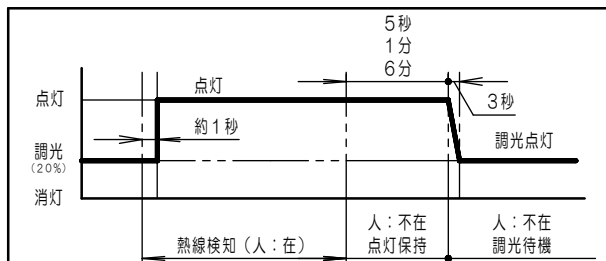 5秒
1分
6分
点灯
点灯
3秒
約1秒
調光
(20%)
調光点灯
消灯
熱線検知（人：在）
人：不在
点灯保持
人：不在
調光待機